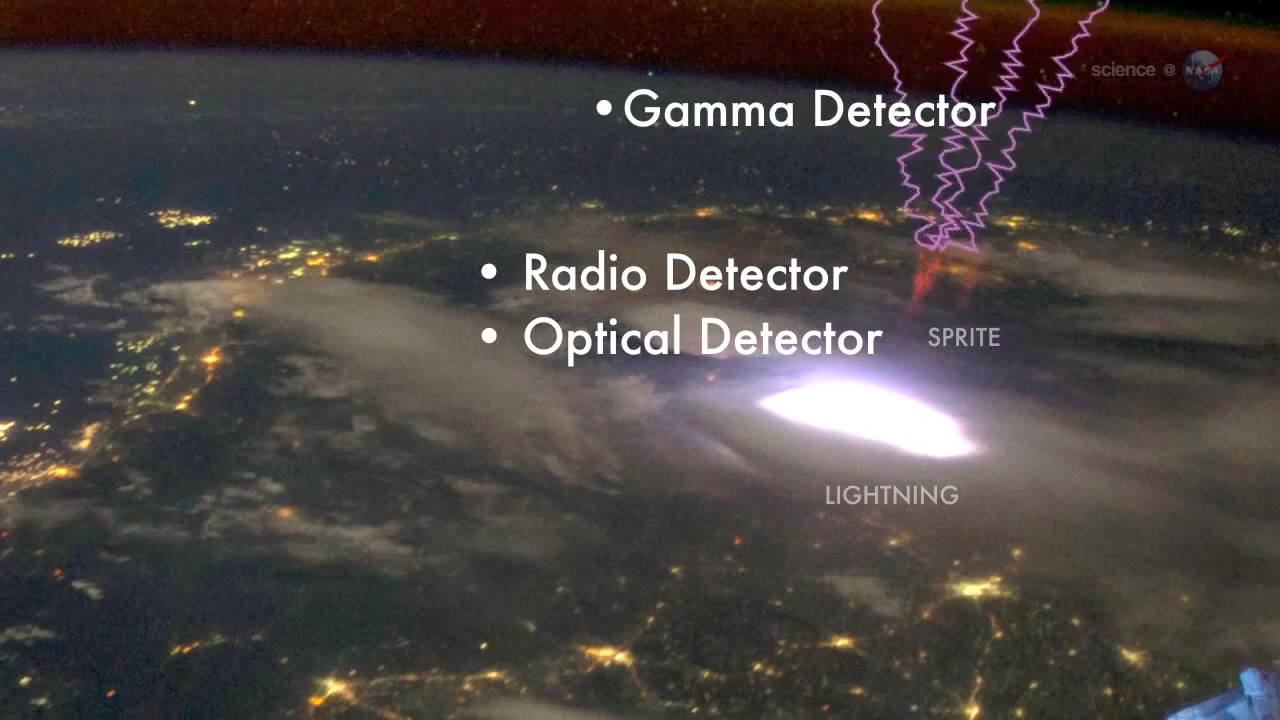 science @ NASA
• Gamma Detector
• Radio Detector
• Optical Detector
SPRITE
LIGHTNING